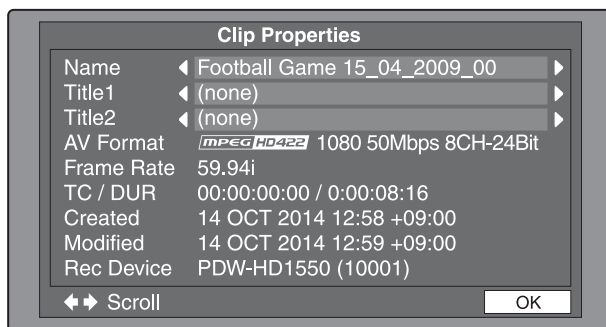 Clip Properties
Name Football Game 15_04_2009_00
Title1 (none)
Title2 (none)
AV Format MPEG HD422 1080 50Mbps 8CH-24Bit
Frame Rate 59.94i
TC / DUR 00:00:00:00 / 0:00:08:16
Created 14 OCT 2014 12:58 +09:00
Modified 14 OCT 2014 12:59 +09:00
Rec Device PDW-HD1550 (10001)
Scroll OK